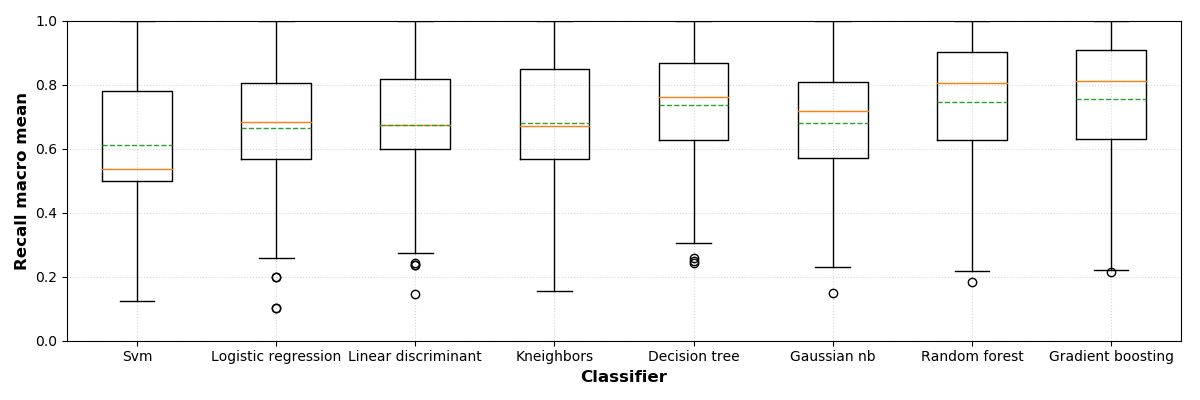 Recall macro mean
1.0
0.8
0.6
0.4
0.2
0.0
Svm Logistic regression Linear discriminant Kneighbors Decision tree Gaussian nb Random forest Gradient boosting
Classifier